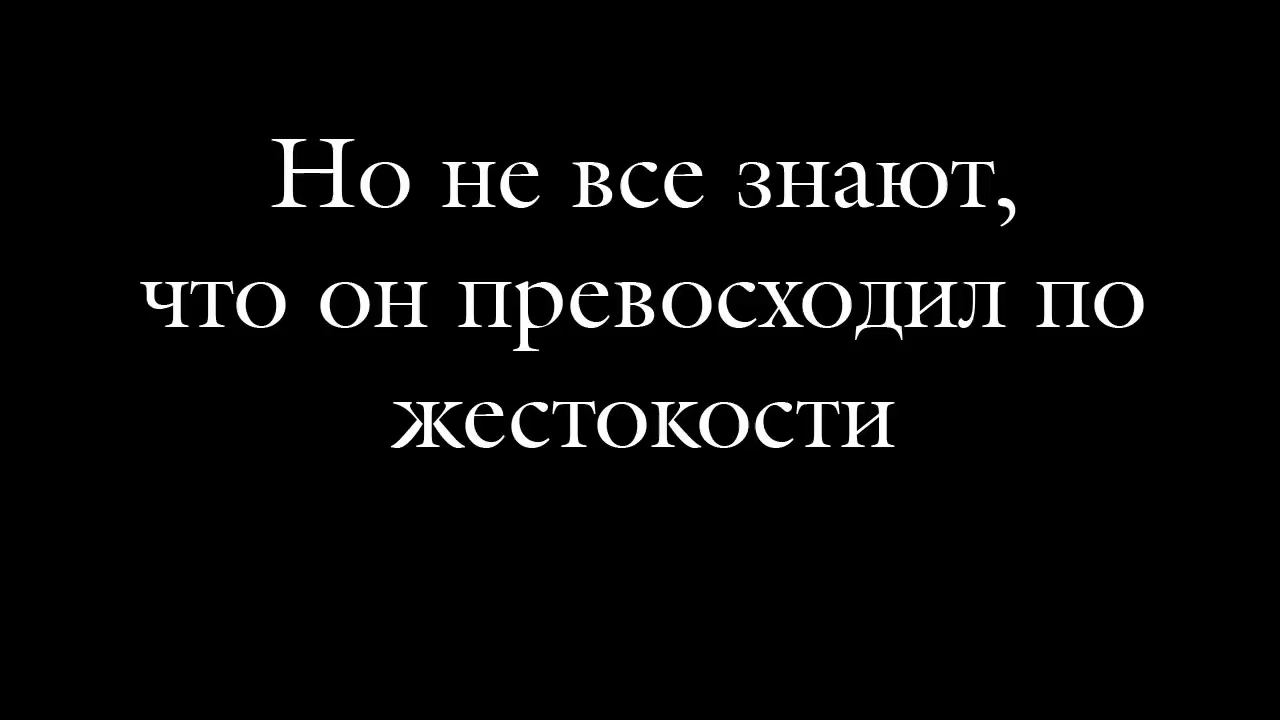 Но не все знают,
что он превосходил по
жестокости